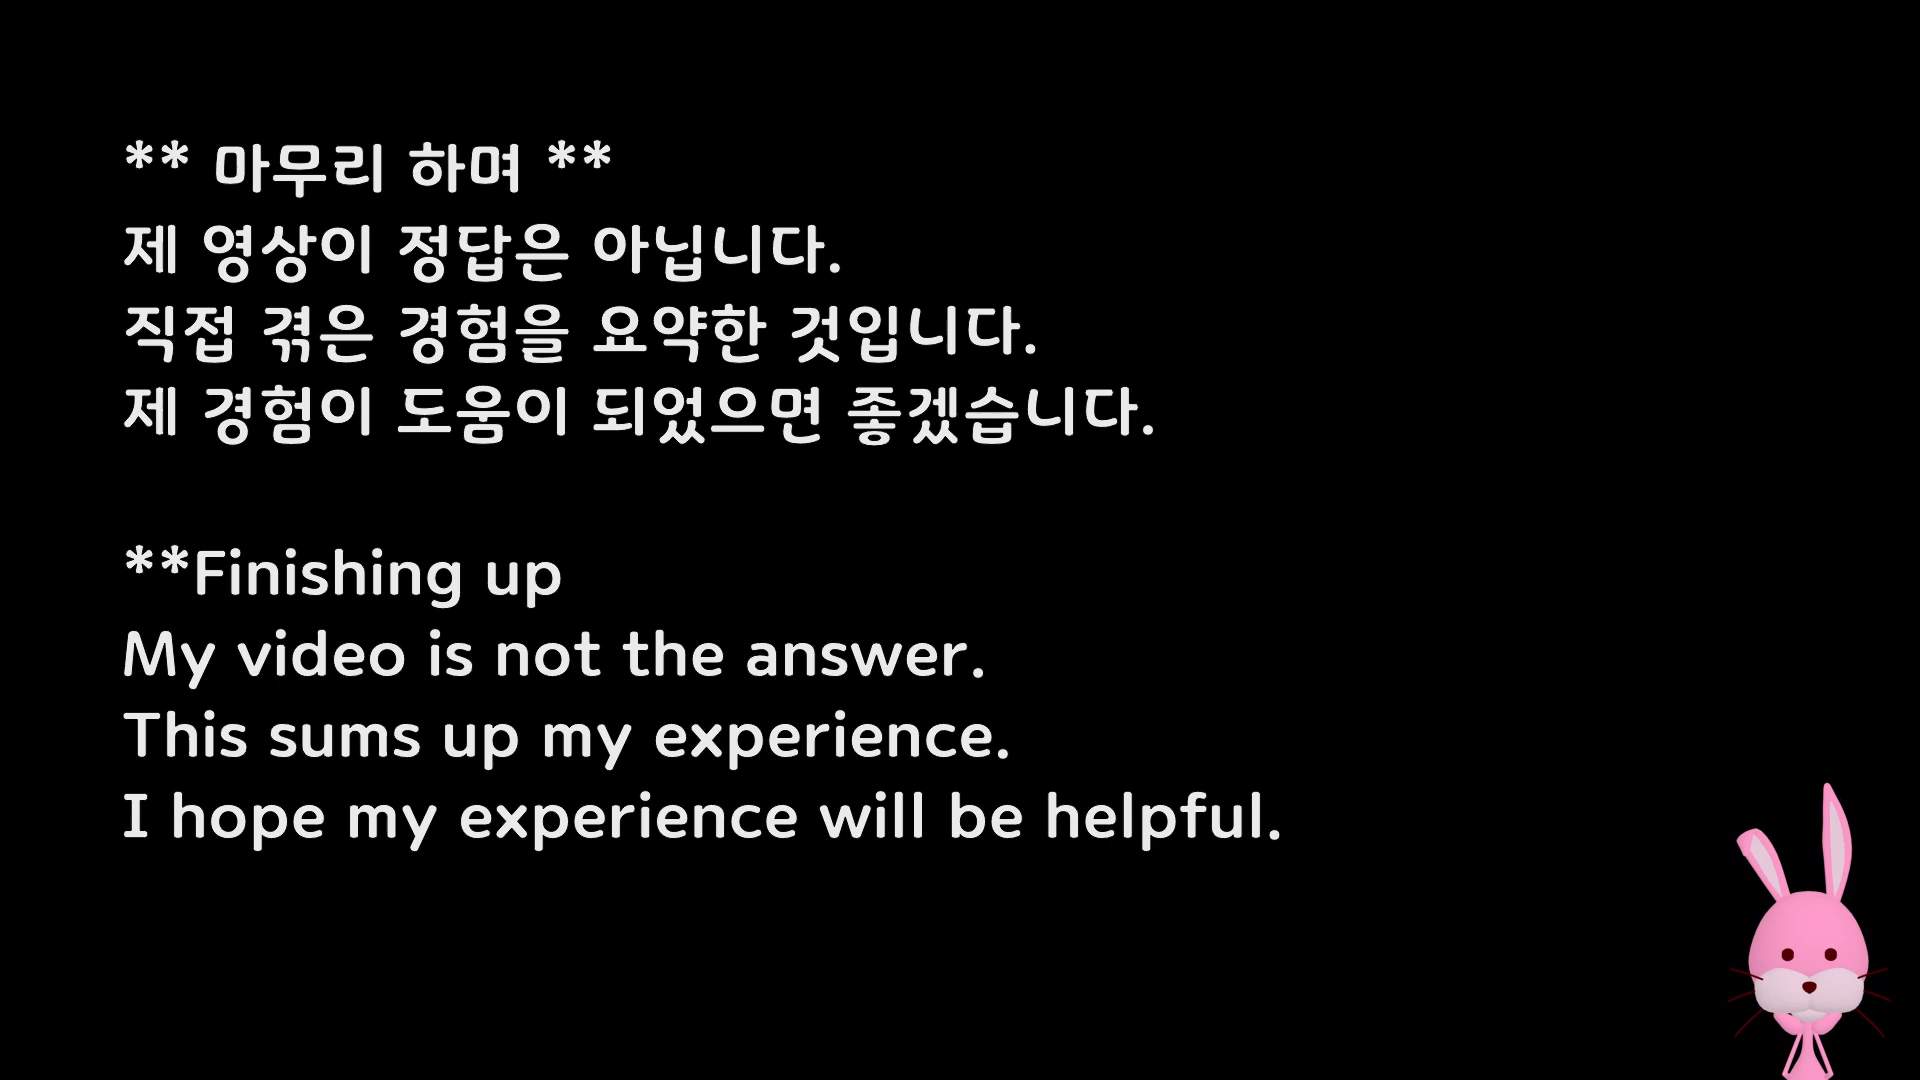 ** 마무리 하며 **
제 영상이 정답은 아닙니다.
직접 겪은 경험을 요약한 것입니다.
제 경험이 도움이 되었으면 좋겠습니다.
**Finishing up
My video is not the answer.
This sums up my experience.
I hope my experience will be helpful.